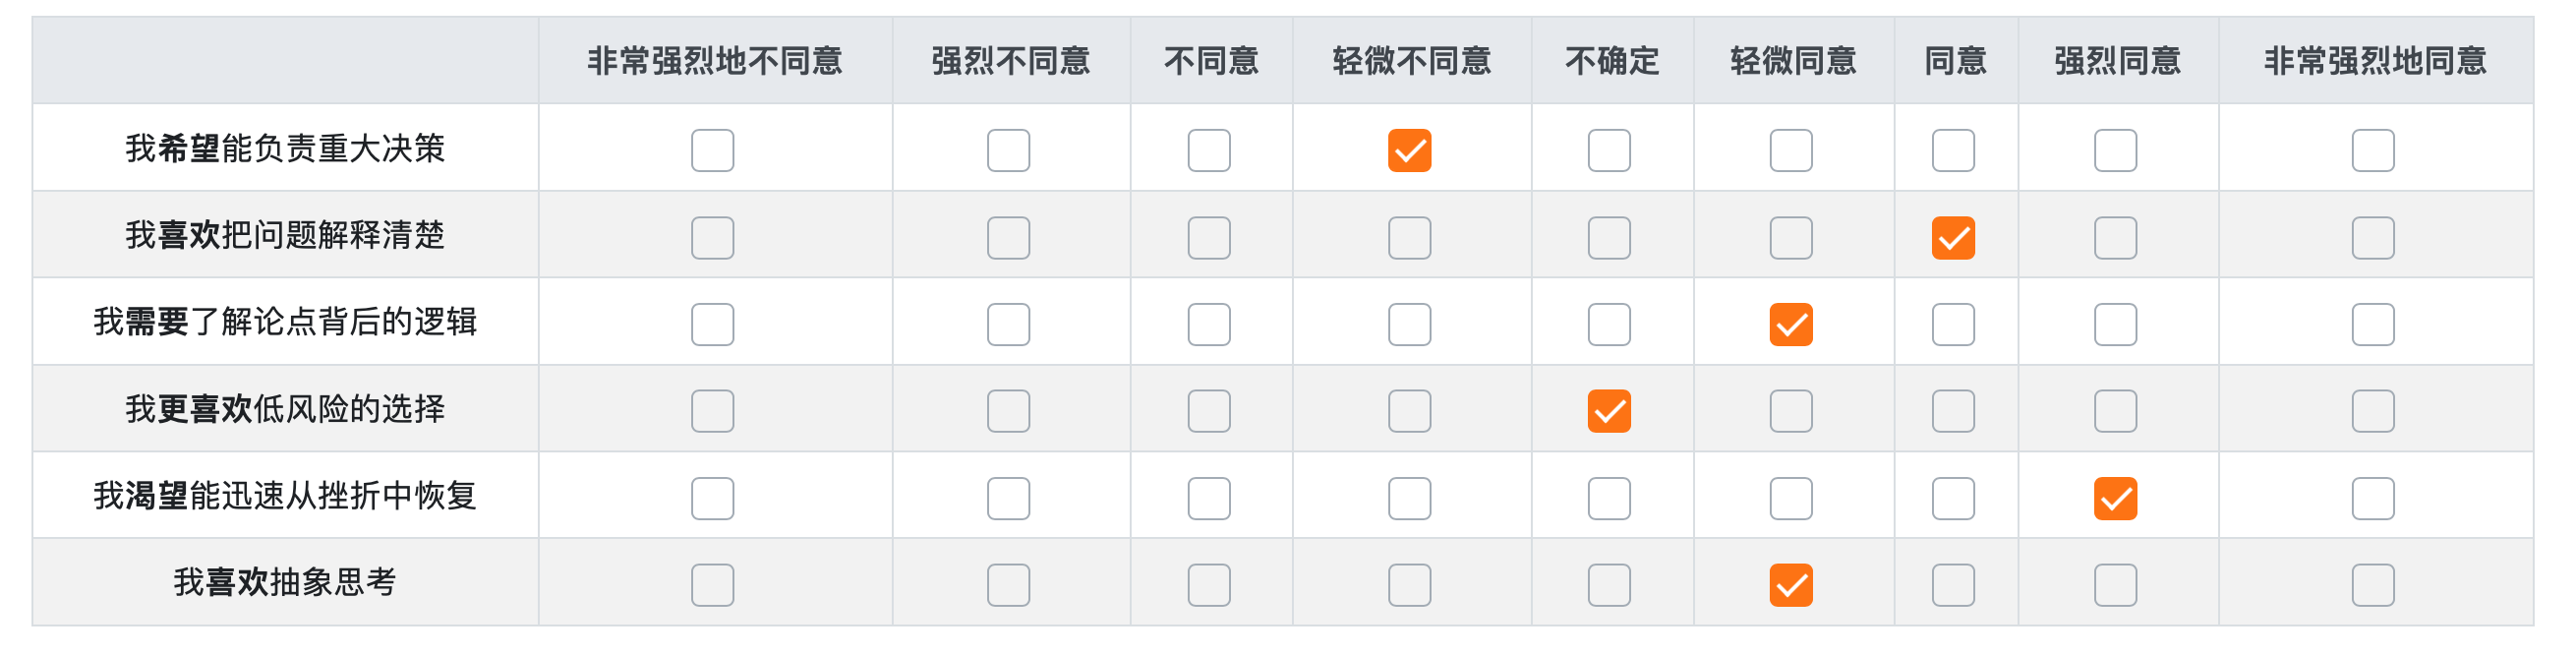 非常强烈地不同意 强烈不同意 不同意 轻微不同意 不确定 轻微同意 同意 强烈同意 非常强烈地同意
我希望能负责重大决策
我喜欢把问题解释清楚
我需要了解论点背后的逻辑
我更喜欢低风险的选择
我渴望能迅速从挫折中恢复
我喜欢抽象思考